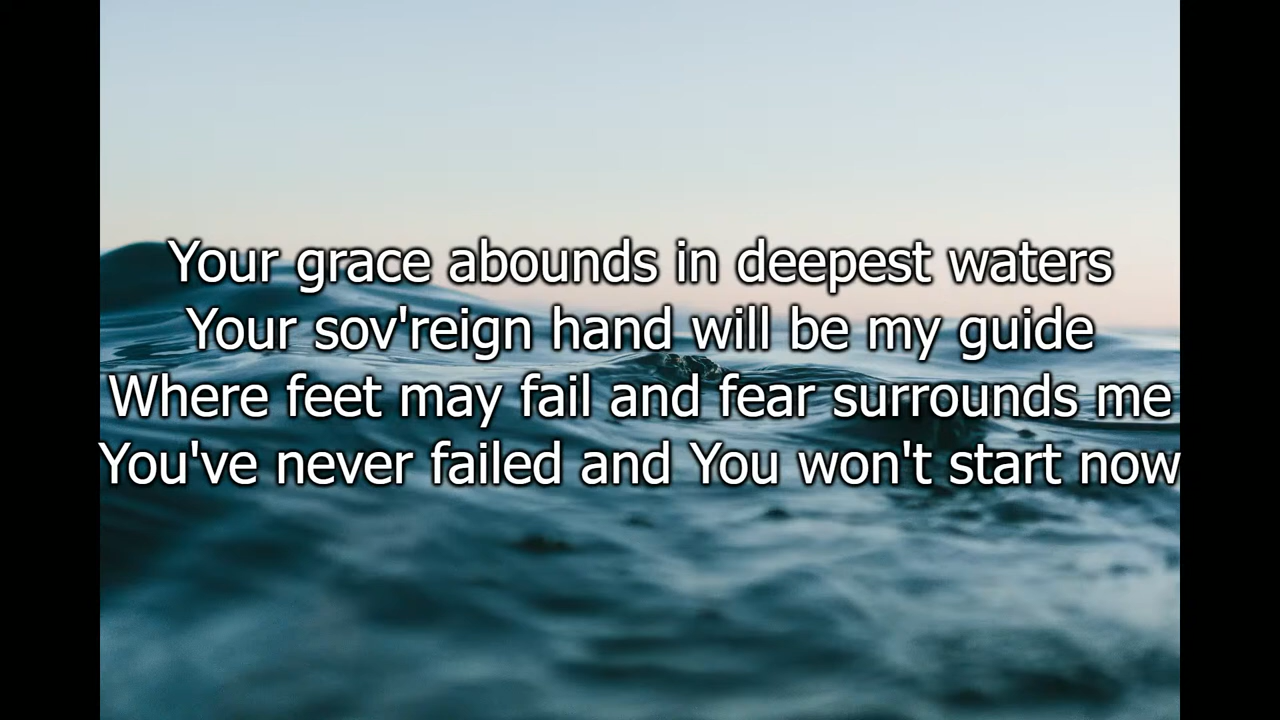 Your grace abounds in deepest waters
Your sov'reign hand will be my guide
Where feet may fail and fear surrounds me
You've never failed and You won't start now